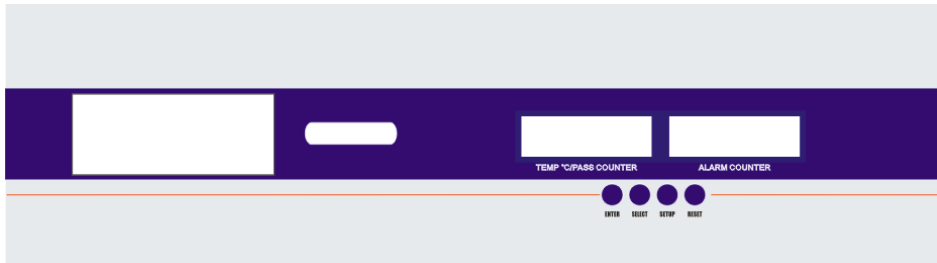 TEMP °C/PASS COUNTER
ALARM COUNTER
ENTER
SELECT
SETUP
RESET